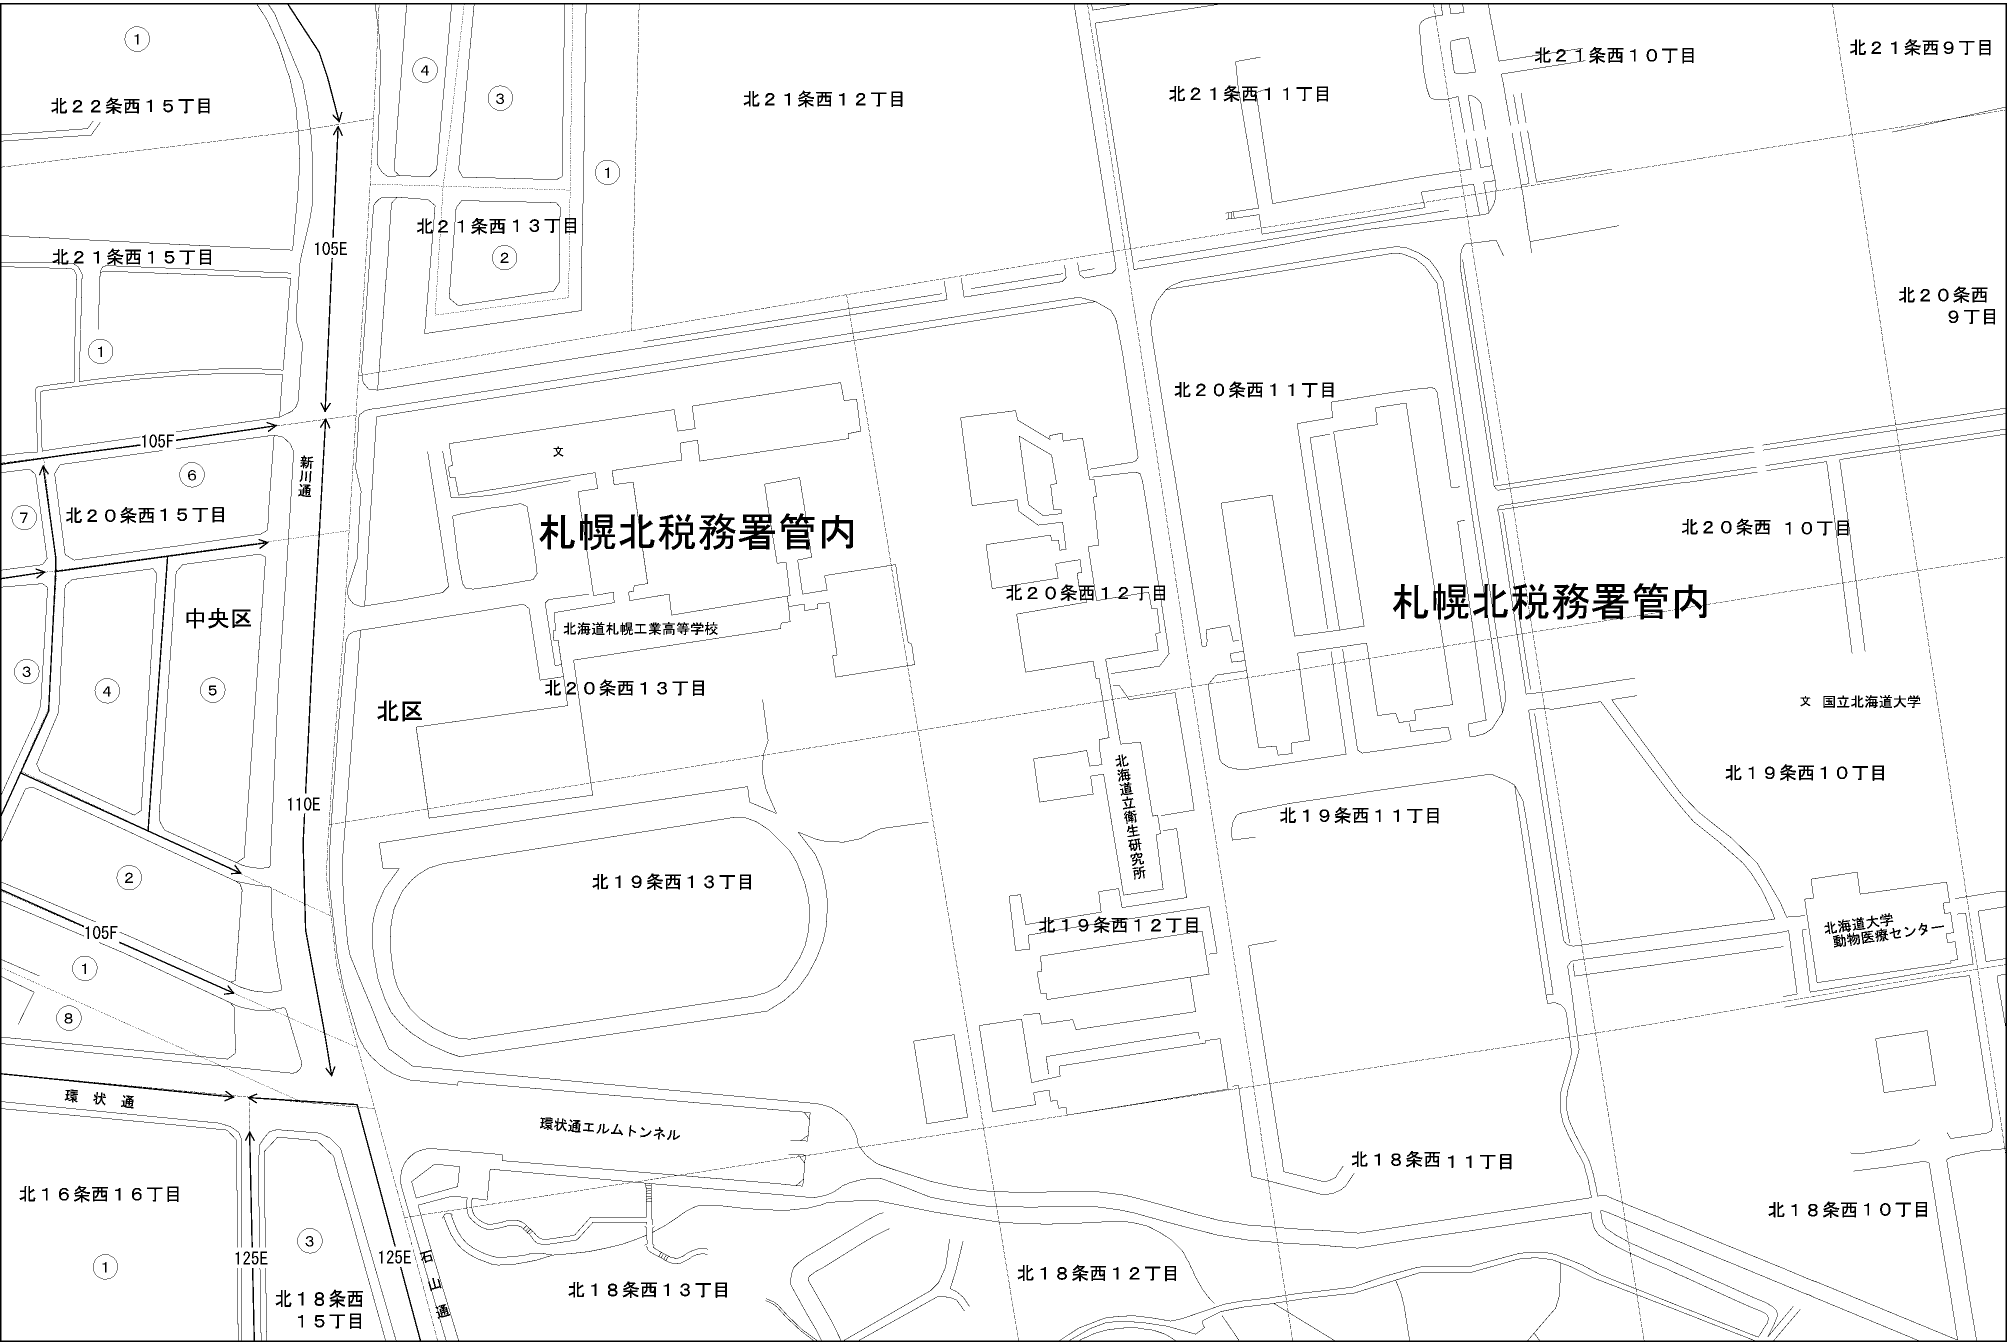 ①
④
③
北２２条西１５丁目
北２１条西１２丁目
北２１条西１１丁目
北２１条西１０丁目
北２１条西９丁目
①
北２１条西１３丁目
②
105E
北２１条西１５丁目
①
北２０条西
９丁目
北２０条西１１丁目
105F
⑥
新川通
文
⑦
北２０条西１５丁目
札幌北税務署管内
北２０条西 １０丁目
北２０条西１２丁目
札幌北税務署管内
中央区
北海道札幌工業高等学校
③
④
⑤
北２０条西１３丁目
北区
文 国立北海道大学
北１９条西１０丁目
110E
北海道立衛生研究所
北１９条西１１丁目
②
北１９条西１３丁目
北１９条西１２丁目
北海道大学
動物医療センター
105F
①
⑧
環状通
環状通エルムトンネル
北１８条西１１丁目
北１６条西１６丁目
北１８条西１０丁目
③
①
125E
125E
石山通
北１８条西１２丁目
北１８条西１３丁目
北１８条西
１５丁目